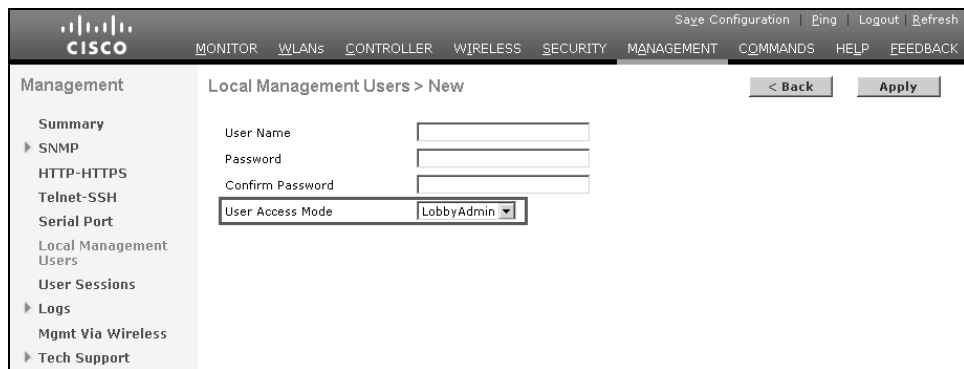 Save Configuration | Ping | Logout | Refresh
CISCO
MONITOR WLANs CONTROLLER WIRELESS SECURITY MANAGEMENT COMMANDS HELP FEEDBACK
Management
Summary
SNMP
HTTP-HTTPS
Telnet-SSH
Serial Port
Local Management
Users
User Sessions
Logs
Mgmt Via Wireless
Tech Support
Local Management Users > New
< Back
Apply
User Name
Password
Confirm Password
User Access Mode LobbyAdmin